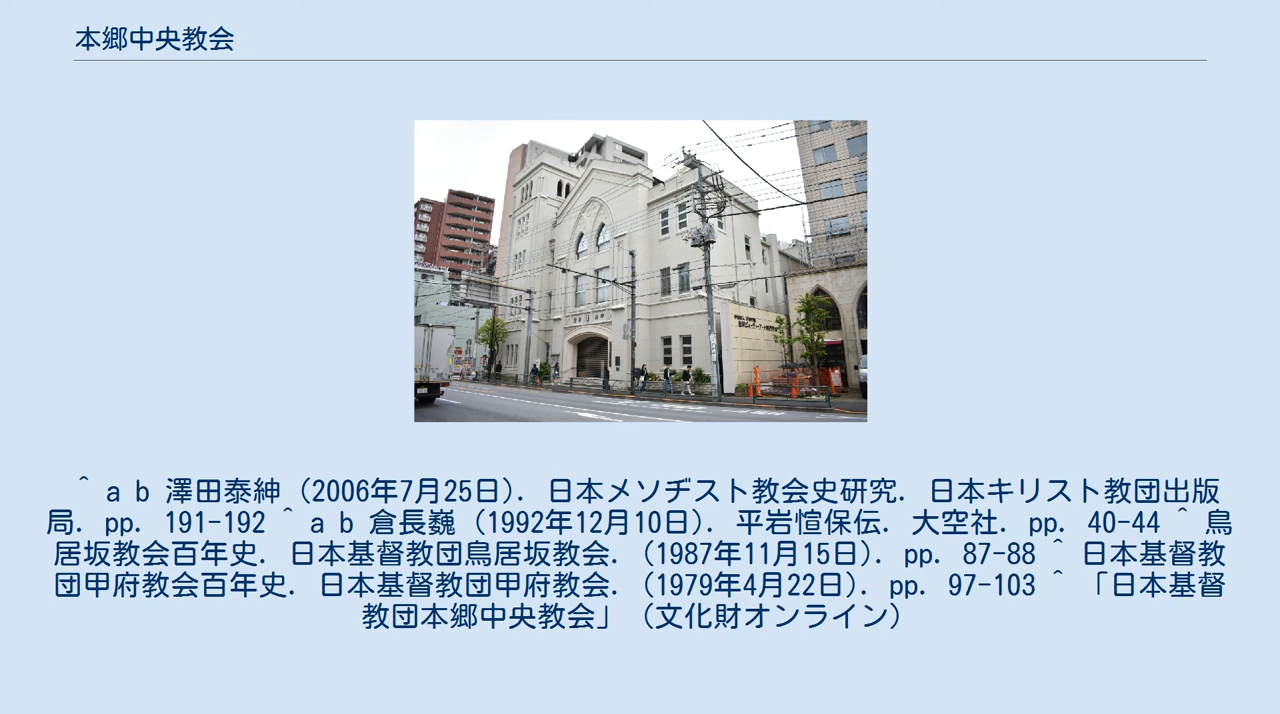 本郷中央教会
^ a b 澤田泰紳 (2006年7月25日). 日本メソヂスト教会史研究. 日本キリスト教団出版
局. pp. 191-192 ^ a b 倉長巍 (1992年12月10日). 平岩愃保伝. 大空社. pp. 40-44 ^ 鳥
居坂教会百年史. 日本基督教団鳥居坂教会. (1987年11月15日). pp. 87-88 ^ 日本基督教
団甲府教会百年史. 日本基督教団甲府教会. (1979年4月22日). pp. 97-103 ^ 「日本基督
教団本郷中央教会」 (文化財オンライン)